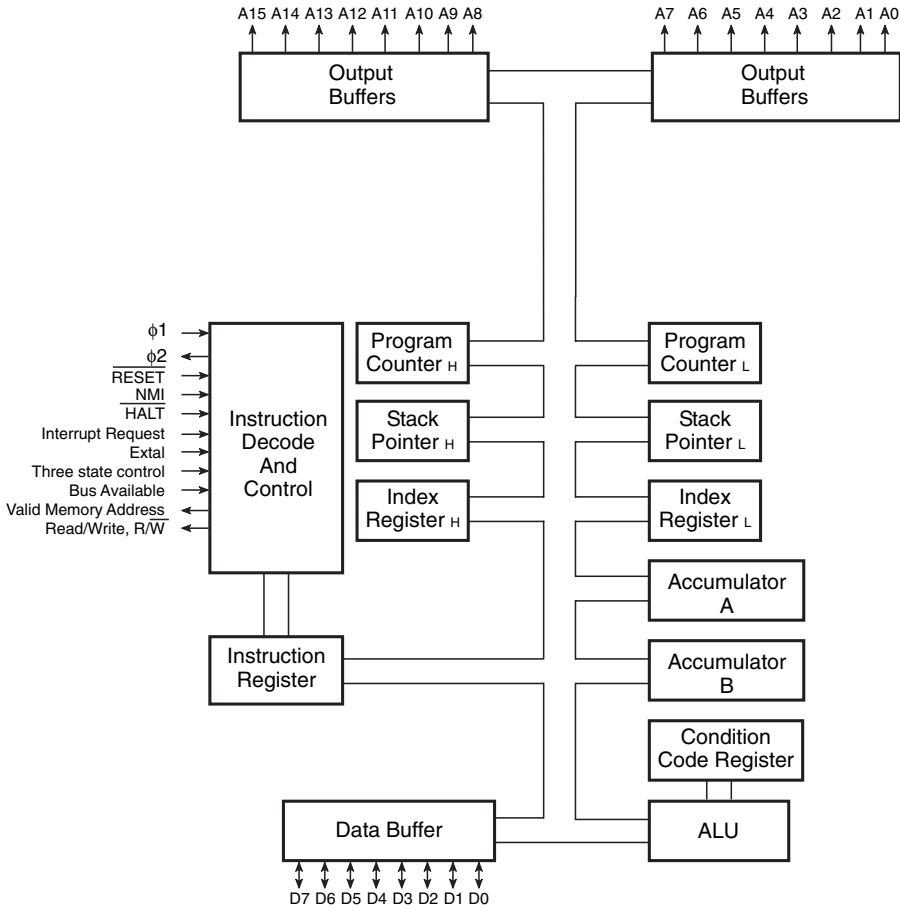 A15 A14 A13 A12 A11 A10 A9 A8
A7 A6 A5 A4 A3 A2 A1 A0
Output
Buffers
Output
Buffers
ϕ1
ϕ2
RESET
NMI
HALT
Interrupt Request
Extal
Three state control
Bus Available
Valid Memory Address
Read/Write, R/W
Instruction
Decode
And
Control
Program
Counter H
Program
Counter L
Stack
Pointer H
Stack
Pointer L
Index
Register H
Index
Register L
Accumulator
A
Instruction
Register
Accumulator
B
Condition
Code Register
Data Buffer
ALU
D7 D6 D5 D4 D3 D2 D1 D0